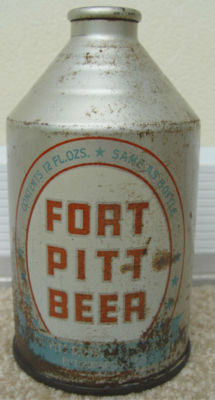 CONTENTS 12 FL. OZS. ★ SAME AS BOTTLE
FORT
PITT
BEER